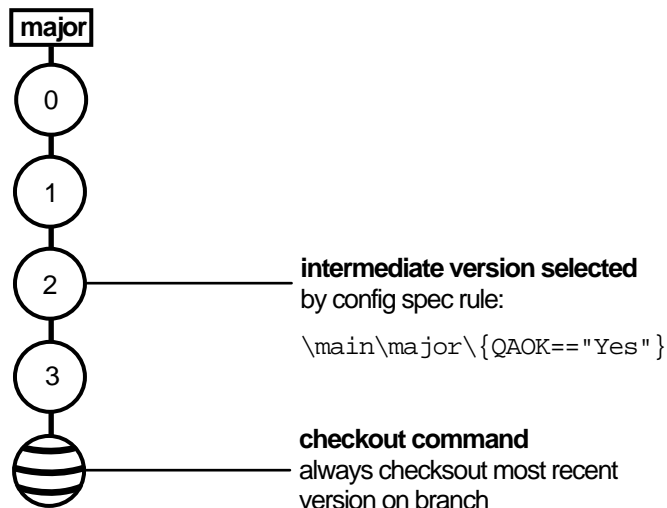 major
0
1
2
intermediate version selected
by config spec rule:
\main\major\{QAOK=="Yes"}
3
checkout command
always checksout most recent
version on branch